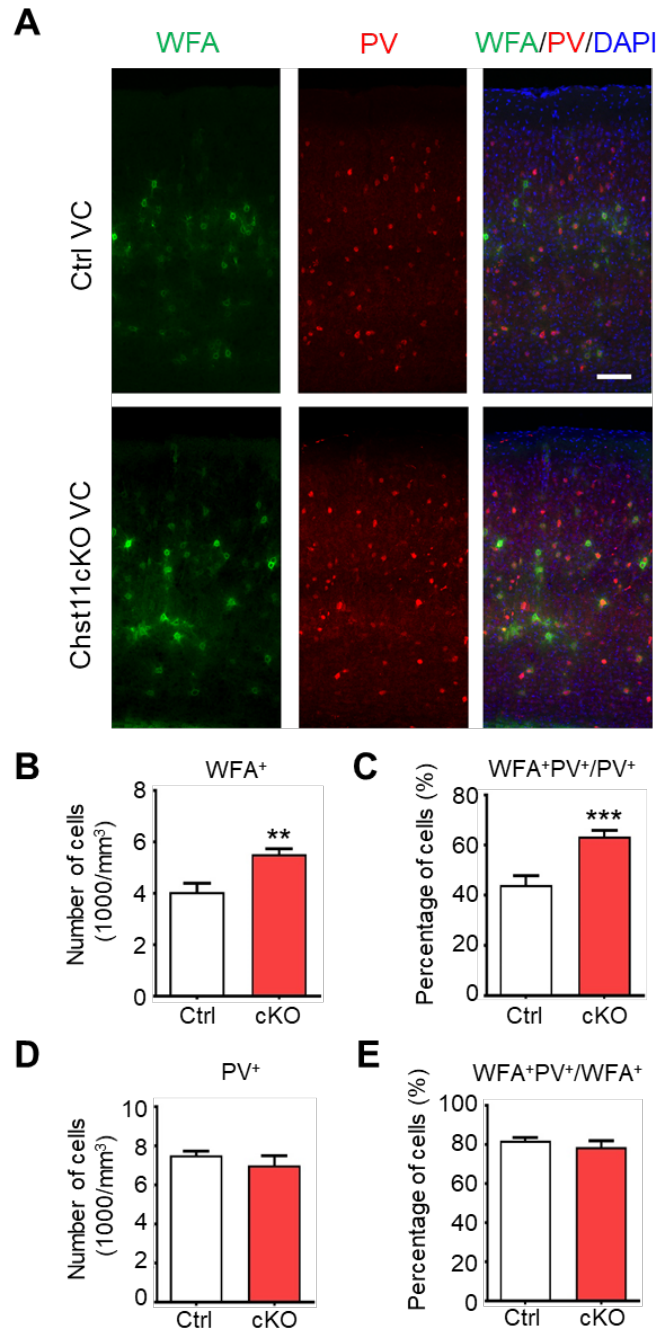 A
WFA
PV
WFA/PV/DAPI
Ctrl VC
Chst11cKO VC
B
WFA⁺
Number of cells
(1000/mm³)
8
6
4
2
0
**
Ctrl
cKO
C
WFA⁺PV⁺/PV⁺
Percentage of cells (%)
80
60
40
20
0
***
Ctrl
cKO
D
PV⁺
Number of cells
(1000/mm³)
10
8
6
4
2
0
Ctrl
cKO
E
WFA⁺PV⁺/WFA⁺
Percentage of cells (%)
100
80
60
40
20
0
Ctrl
cKO